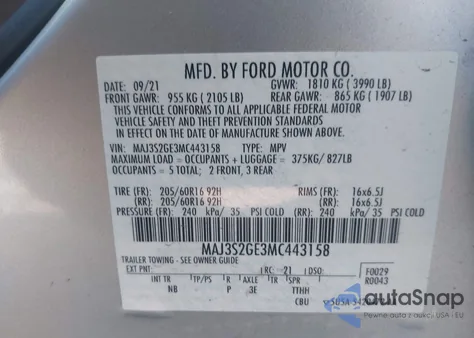 MFD. BY FORD MOTOR CO.
DATE: 09/21 GVWR: 1810 KG ( 3990 LB)
FRONT GAWR: 955 KG ( 2105 LB) REAR GAWR: 865 KG ( 1907 LB)
THIS VEHICLE CONFORMS TO ALL APPLICABLE FEDERAL MOTOR
VEHICLE SAFETY AND THEFT PREVENTION STANDARDS
IN EFFECT ON THE DATE OF MANUFACTURE SHOWN ABOVE.
VIN: MAJ3S2GE3MC443158 TYPE: MPV
MAXIMUM LOAD = OCCUPANTS + LUGGAGE = 375KG/ 827LB
OCCUPANTS = 5 TOTAL; 2 FRONT, 3 REAR
TIRE (FR): 205/60R16 92H RIMS (FR): 16x6.5J
(RR): 205/60R16 92H (RR): 16x6.5J
PRESSURE (FR): 240 kPa/ 35 PSI COLD (RR): 240 kPa/ 35 PSI COLD
MAJ3S2GE3MC443158
TRAILER TOWING - SEE OWNER GUIDE
EXT PNT: RC: 21 DSO: F0029
INT TR TP/PS R AXLE TR SPR R0043
NB P 3E TTHH
CBU
autoSnap
Pewne auto z USA - EU